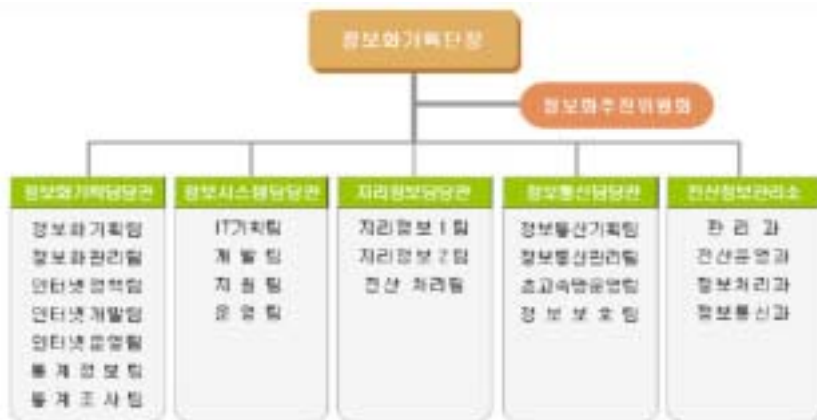 정보화기획단장
정보화추진위원회
정보화기획담당관
정보화기획팀
정보화관리팀
인터넷정책팀
인터넷개발팀
인터넷운영팀
통계정보팀
통계조사팀
정보시스템담당관
IT기획팀
개발팀
지원팀
운영팀
지리정보담당관
지리정보1팀
지리정보2팀
전산처리팀
정보통신담당관
정보통신기획팀
정보통신관리팀
초고속망운영팀
정보보호팀
전산정보관리소
관리과
전산운영과
정보처리과
정보통신과